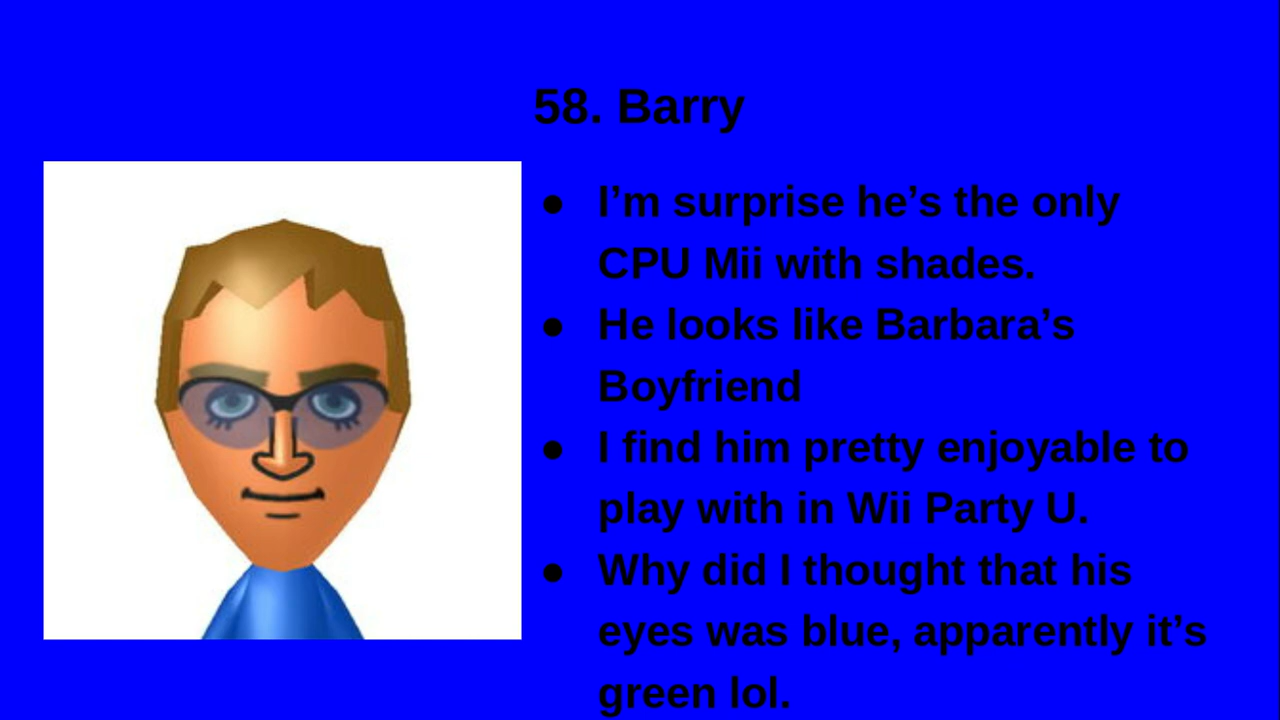 58. Barry
● I’m surprise he’s the only
CPU Mii with shades.
● He looks like Barbara’s
Boyfriend
● I find him pretty enjoyable to
play with in Wii Party U.
● Why did I thought that his
eyes was blue, apparently it’s
green lol.